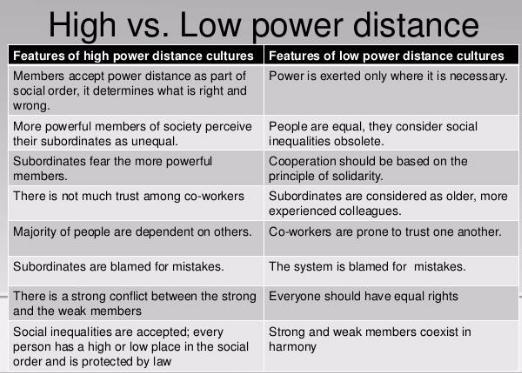 High vs. Low power distance
Features of high power distance cultures
Features of low power distance cultures
Members accept power distance as part of
social order, it determines what is right and
wrong.
Power is exerted only where it is necessary.
More powerful members of society perceive
their subordinates as unequal.
People are equal, they consider social
inequalities obsolete.
Subordinates fear the more powerful
members.
Cooperation should be based on the
principle of solidarity.
There is not much trust among co-workers
Subordinates are considered as older, more
experienced colleagues.
Majority of people are dependent on others.
Co-workers are prone to trust one another.
Subordinates are blamed for mistakes.
The system is blamed for mistakes.
There is a strong conflict between the strong
and the weak members
Everyone should have equal rights
Social inequalities are accepted; every
person has a high or low place in the social
order and is protected by law
Strong and weak members coexist in
harmony